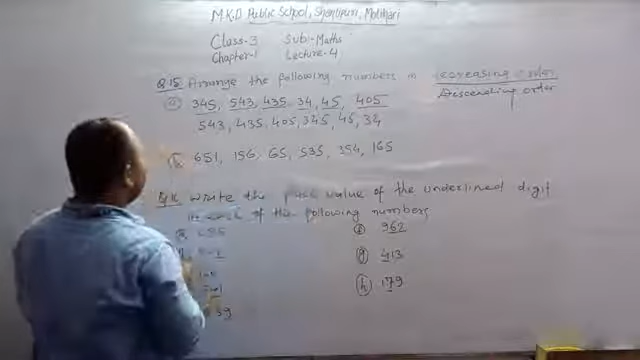 M.K.D Public School, Shantipuri, Motihari
Class-3 Sub:- Maths
Chapter-1 Lecture-4
Q.15 Arrange the following numbers in Decreasing order
Descending order
(a) 345, 543, 435, 34, 45, 405
543, 435, 405, 345, 45, 34
651, 156, 65, 535, 354, 165
Write the place value of the underlined digit
in each of the following numbers
962
(g) 413
(h) 179